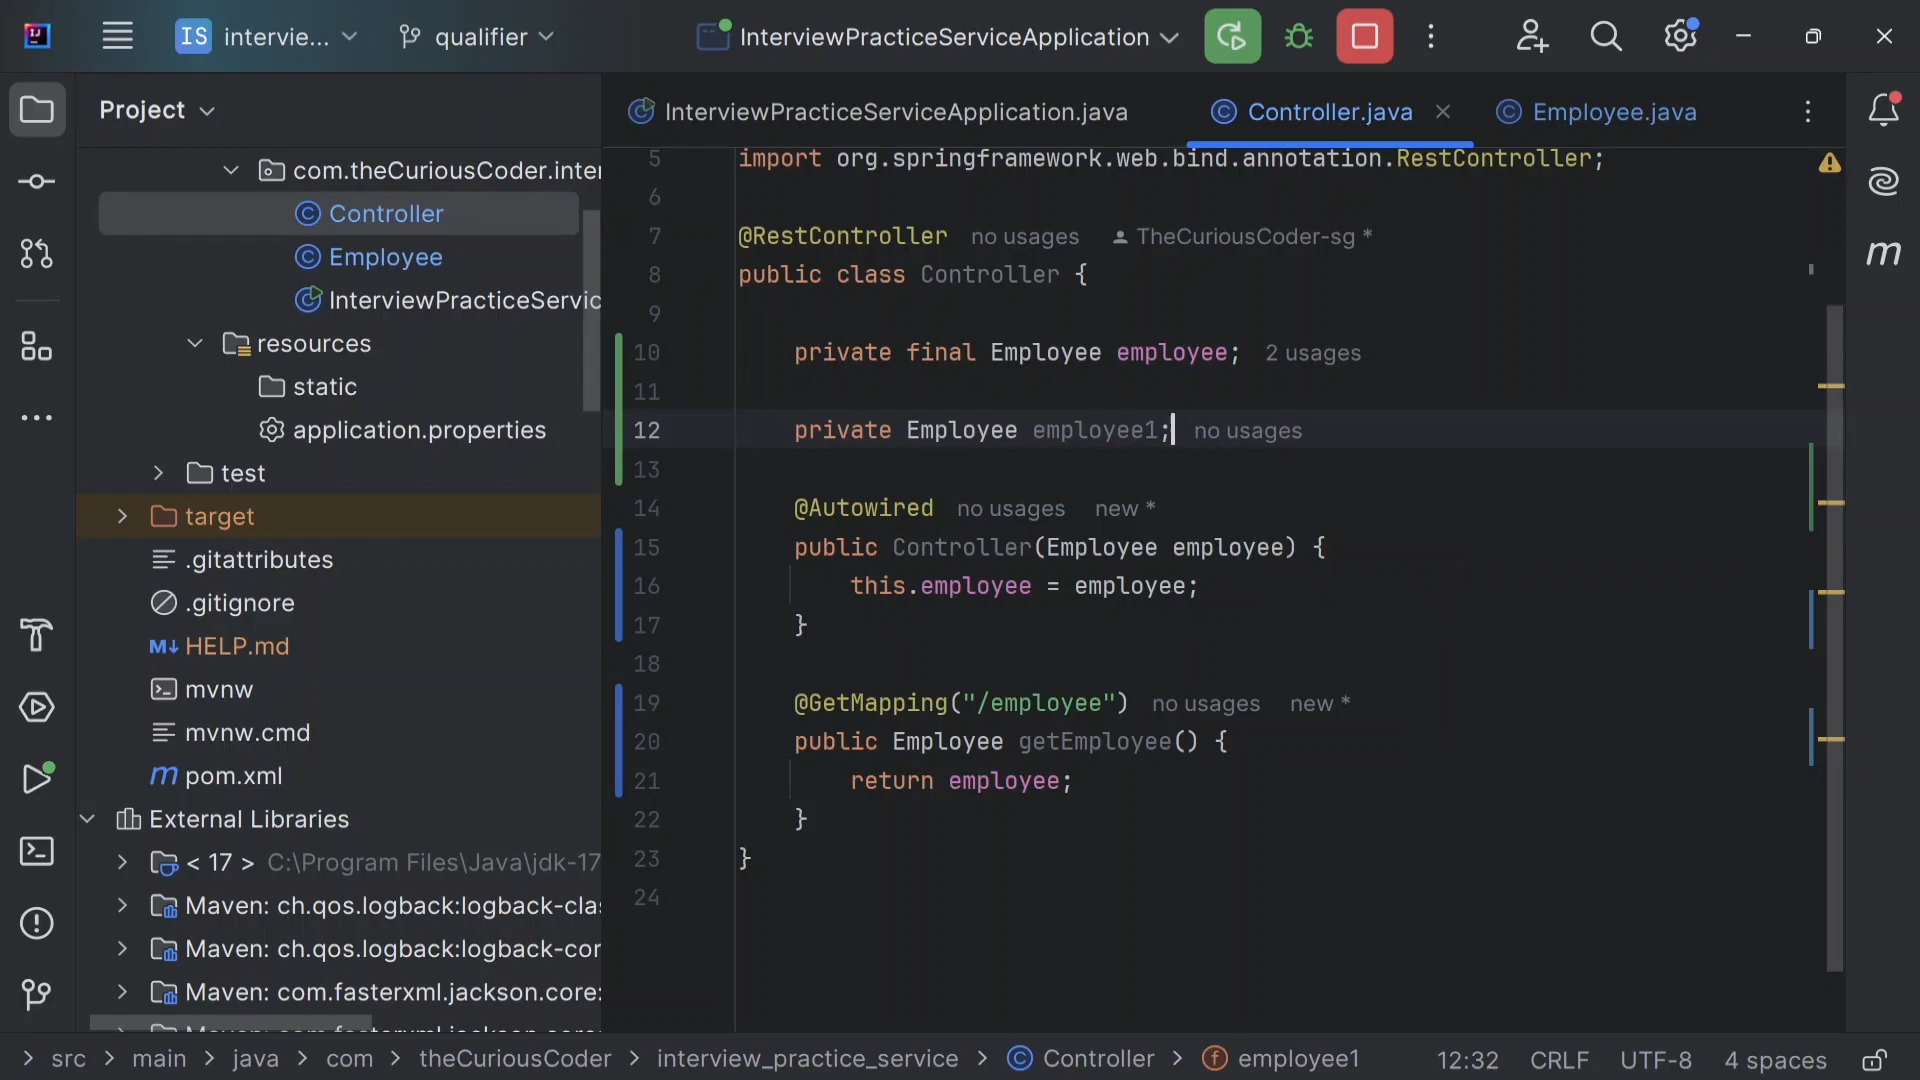 IS intervie... qualifier InterviewPracticeServiceApplication
Project
InterviewPracticeServiceApplication.java Controller.java Employee.java
com.theCuriousCoder.inter
Controller
Employee
InterviewPracticeServic
resources
static
application.properties
test
target
.gitattributes
.gitignore
M↓ HELP.md
mvnw
mvnw.cmd
m pom.xml
External Libraries
< 17 > C:\Program Files\Java\jdk-17
Maven: ch.qos.logback:logback-clas
Maven: ch.qos.logback:logback-cor
Maven: com.fasterxml.jackson.core:
5 import org.springframework.web.bind.annotation.RestController;
6
7 @RestController no usages TheCuriousCoder-sg *
8 public class Controller {
9
10 private final Employee employee; 2 usages
11
12 private Employee employee1; no usages
13
14 @Autowired no usages new *
15 public Controller(Employee employee) {
16 this.employee = employee;
17 }
18
19 @GetMapping("/employee") no usages new *
20 public Employee getEmployee() {
21 return employee;
22 }
23 }
24
m
> src > main > java > com > theCuriousCoder > interview_practice_service > Controller > employee1 12:32 CRLF UTF-8 4 spaces